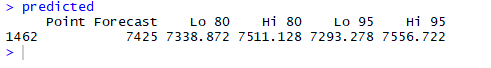 > predicted
Point Forecast Lo 80 Hi 80 Lo 95 Hi 95
1462 7425 7338.872 7511.128 7293.278 7556.722
>